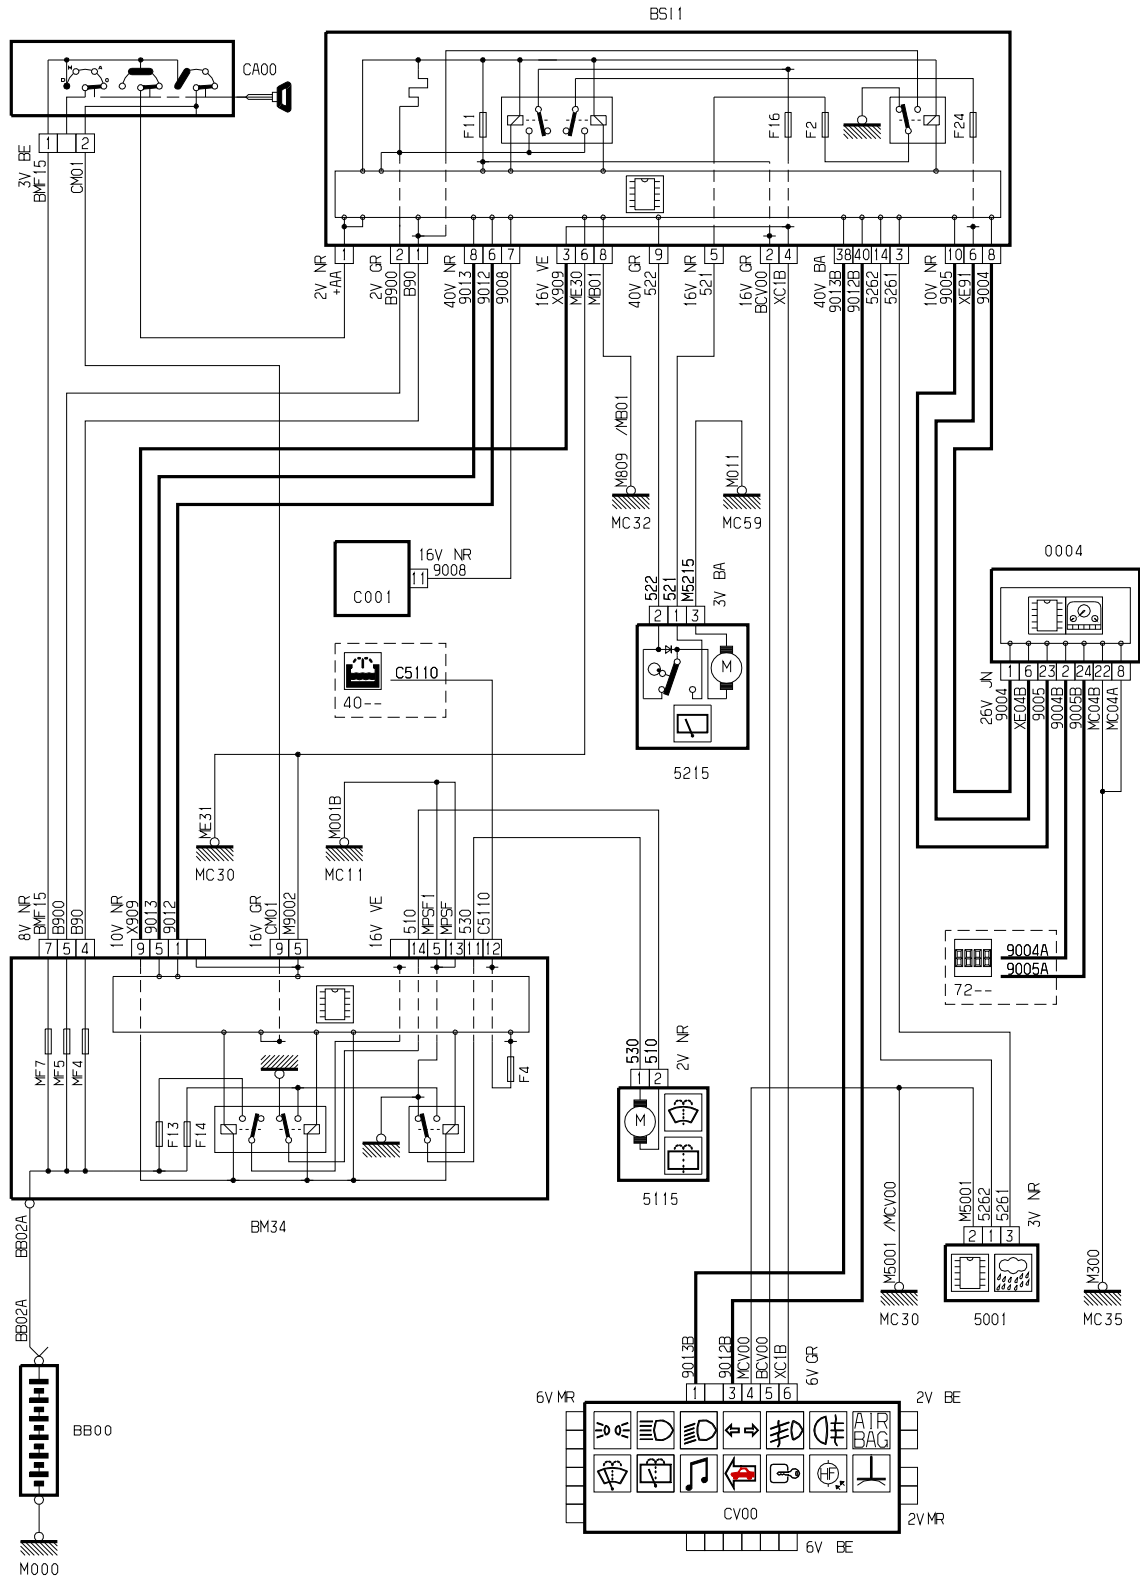 BSI1
CA00
M
A
D
C
F11
F16
F2
F24
1
2
3V BE
BMF15
CM01
1
2
1
8
6
7
3
6
8
9
5
2
4
38
40
14
3
10
6
8
2V NR
+AA
2V GR
B900
B90
40V NR
9013
9012
9008
16V VE
X909
ME30
MB01
40V GR
522
16V NR
521
16V GR
BCV00
XC1B
40V BA
9013B
9012B
5262
5261
10V NR
9005
XE91
9004
M809 /MB01
MC32
M011
MC59
C001
11
16V NR
9008
C5110
40--
522
521
M5215
3V BA
2
1
3
M
5215
0004
1
6
23
2
24
22
8
26V JN
9004
XE04B
9005
9004B
9005B
MC04B
MC04A
ME31
MC30
M001B
MC11
8V NR
BMF15
B900
B90
10V NR
X909
9013
9012
16V GR
CM01
M9002
16V VE
510
MPSF1
MPSF
530
C5110
7
5
4
9
5
1
9
5
14
5
13
11
12
9004A
9005A
72--
MF7
MF5
MF4
F13
F14
F4
BM34
530
510
2V NR
1
2
M
5115
BB02A
BB02A
BB00
M000
M5001 /MCV00
MC30
M5001
5262
5261
3V NR
2
1
3
5001
M300
MC35
9013B
9012B
MCV00
BCV00
XC1B
6V GR
1
3
4
5
6
6V MR
2V BE
AIR
BAG
HF
CV00
2V MR
6V BE